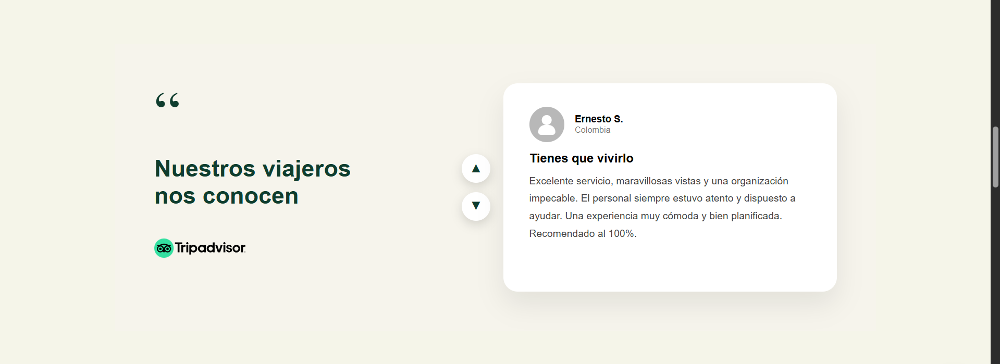 “
Nuestros viajeros
nos conocen
Tripadvisor
▲
▼
Ernesto S.
Colombia
Tienes que vivirlo
Excelente servicio, maravillosas vistas y una organización
impecable. El personal siempre estuvo atento y dispuesto a
ayudar. Una experiencia muy cómoda y bien planificada.
Recomendado al 100%.